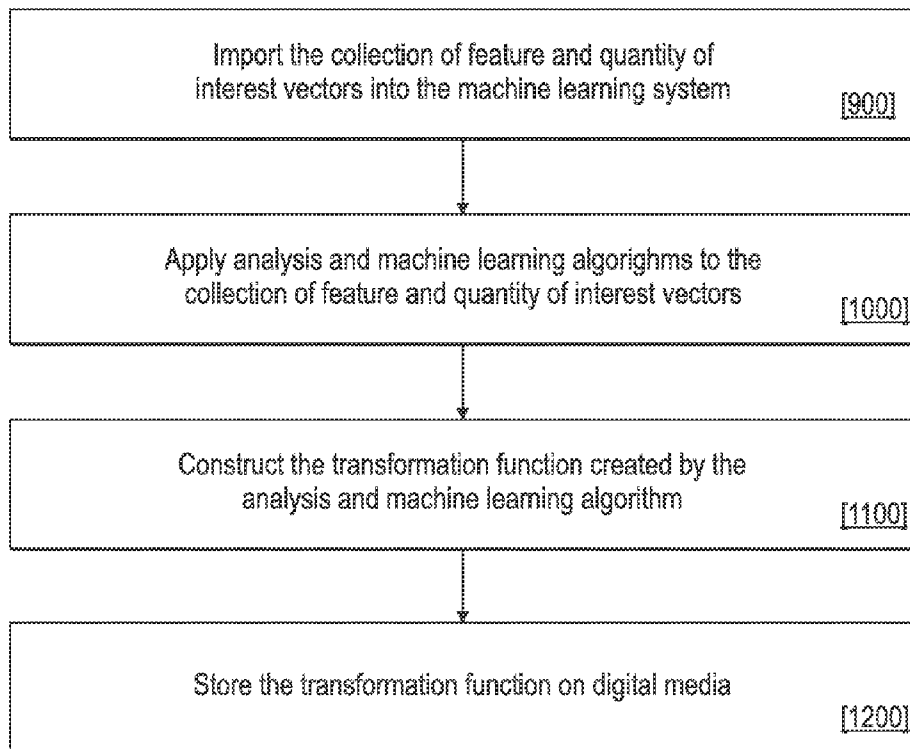 Import the collection of feature and quantity of
interest vectors into the machine learning system
[900]
Apply analysis and machine learning algorighms to the
collection of feature and quantity of interest vectors
[1000]
Construct the transformation function created by the
analysis and machine learning algorithm
[1100]
Store the transformation function on digital media
[1200]